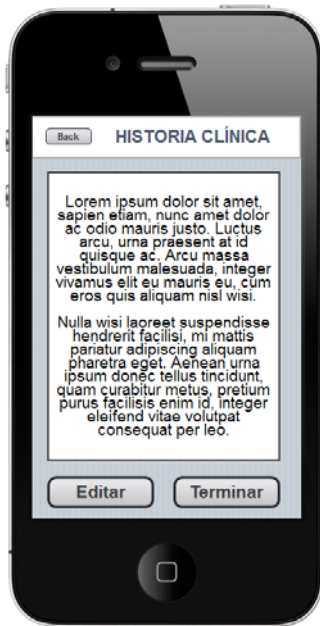 Back
HISTORIA CLÍNICA
Lorem ipsum dolor sit amet,
sapien etiam, nunc amet dolor
ac odio mauris justo. Luctus
arcu, urna praesent at id
quisque ac. Arcu massa
vestibulum malesuada, integer
vivamus elit eu mauris eu, cum
eros quis aliquam nisl wisi.
Nulla wisi laoreet suspendisse
hendrerit facilisi, mi mattis
pariatur adipiscing aliquam
pharetra eget. Aenean urna
ipsum donec tellus tincidunt,
quam curabitur metus, pretium
purus facilisis enim id, integer
eleifend vitae volutpat
consequat per leo.
Editar
Terminar